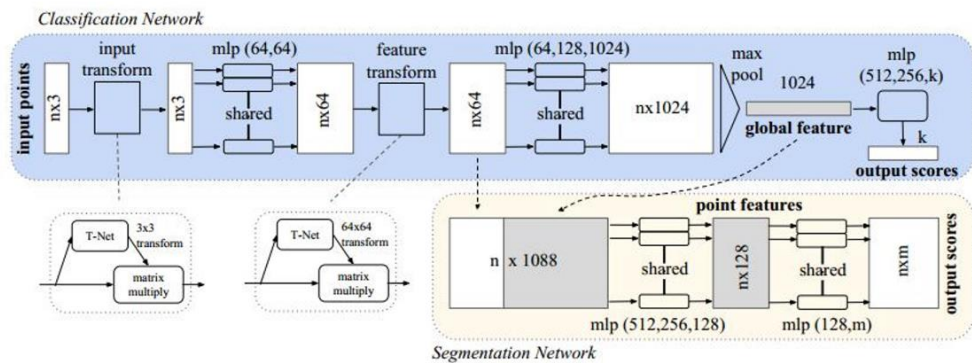 Classification Network
input
transform
mlp (64,64)
feature
transform
mlp (64,128,1024)
max
pool
mlp
(512,256,k)
input points
nx3
nx3
shared
nx64
nx64
shared
nx1024
1024
global feature
k
output scores
T-Net
3x3
transform
matrix
multiply
T-Net
64x64
transform
matrix
multiply
point features
n x 1088
shared
nx128
shared
nxm
output scores
mlp (512,256,128)
mlp (128,m)
Segmentation Network